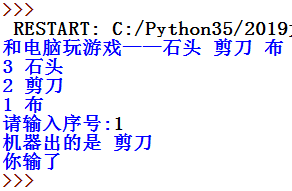 >>>
RESTART: C:/Python35/2019
和电脑玩游戏——石头 剪刀 布
3 石头
2 剪刀
1 布
请输入序号:1
机器出的是 剪刀
你输了
>>>